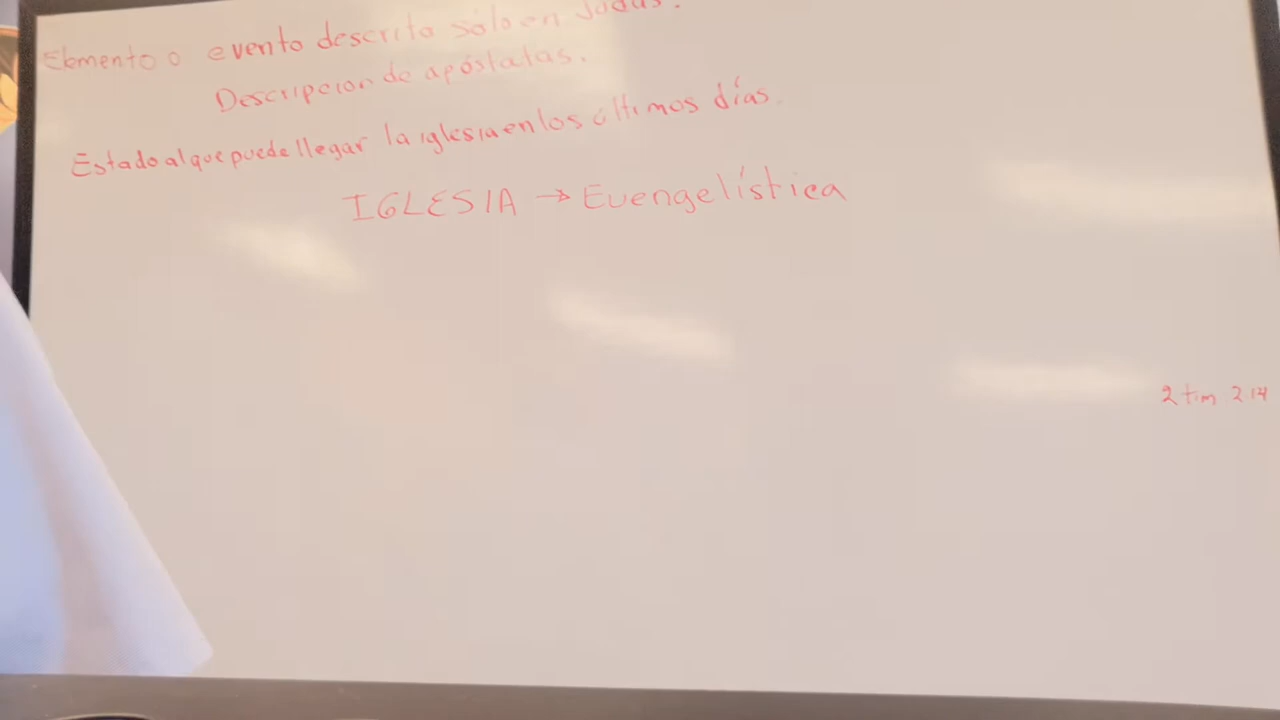 Elemento o evento descrito sólo en Judas.
Descripcion de apóstatas.
Estado al que puede llegar la iglesia en los últimos días.
IGLESIA → Evengelística
2 tim 2 14